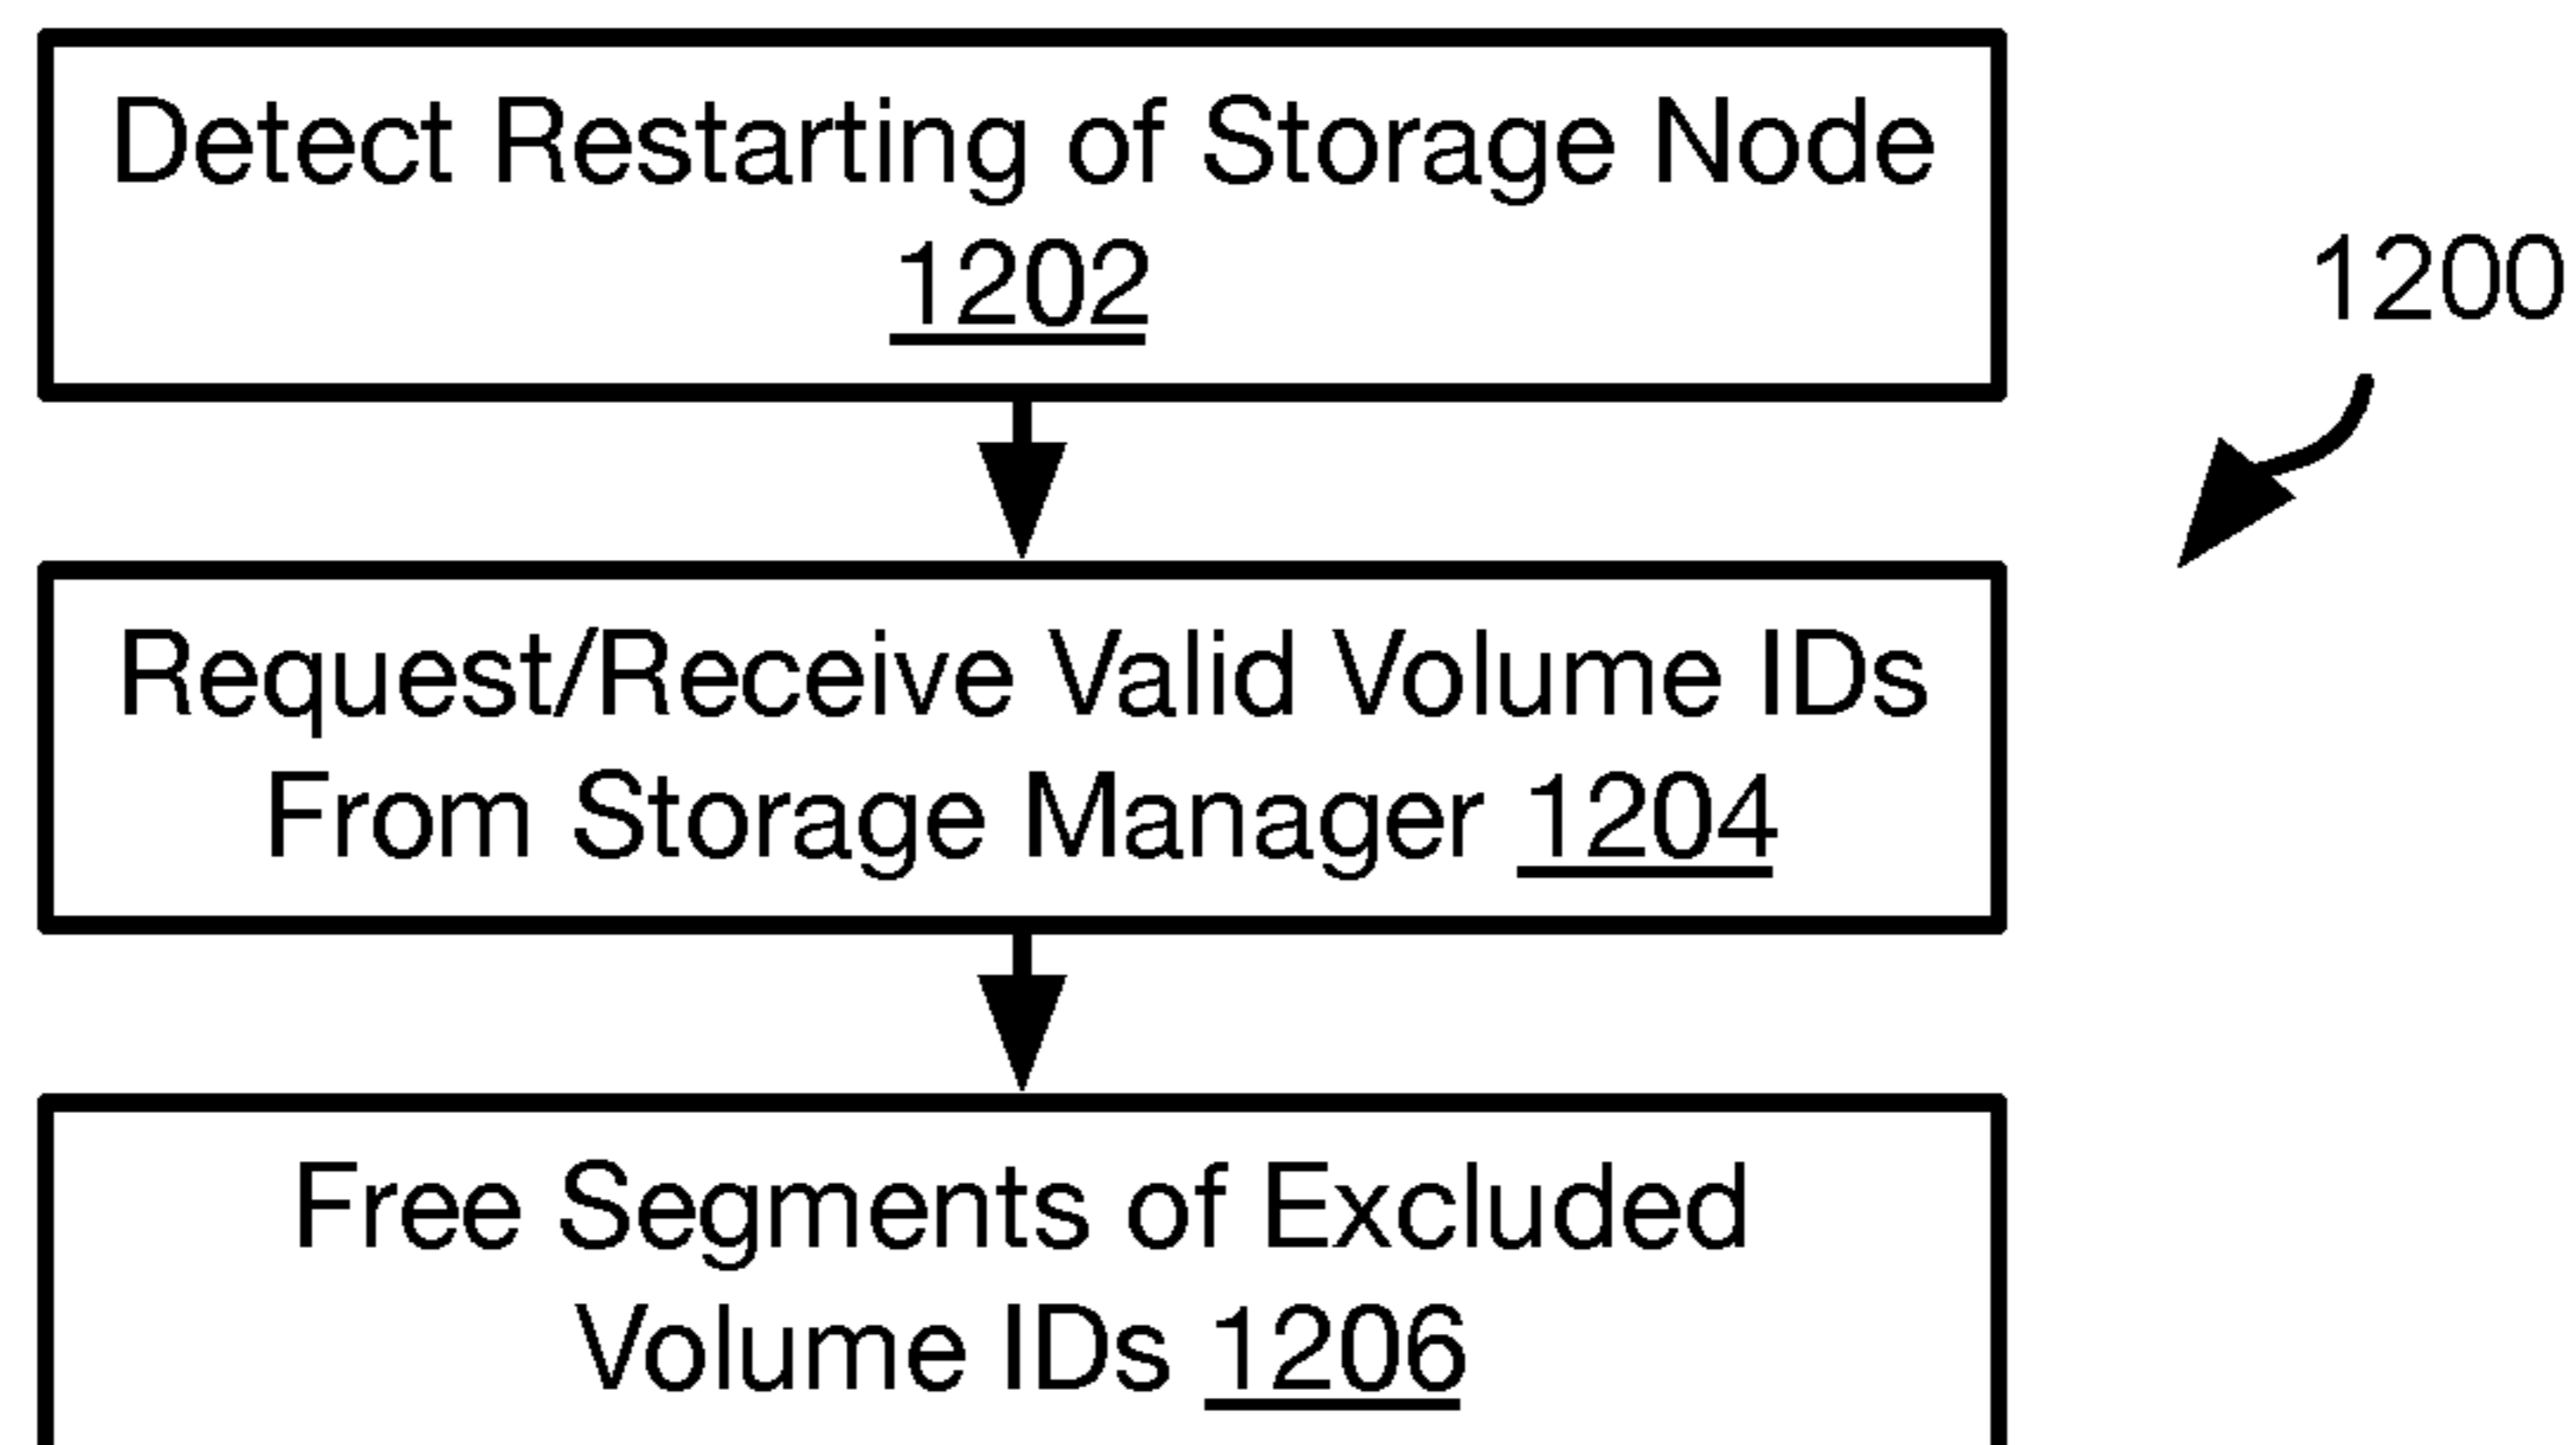 Detect Restarting of Storage Node
1202
1200
Request/Receive Valid Volume IDs
From Storage Manager 1204
Free Segments of Excluded
Volume IDs 1206